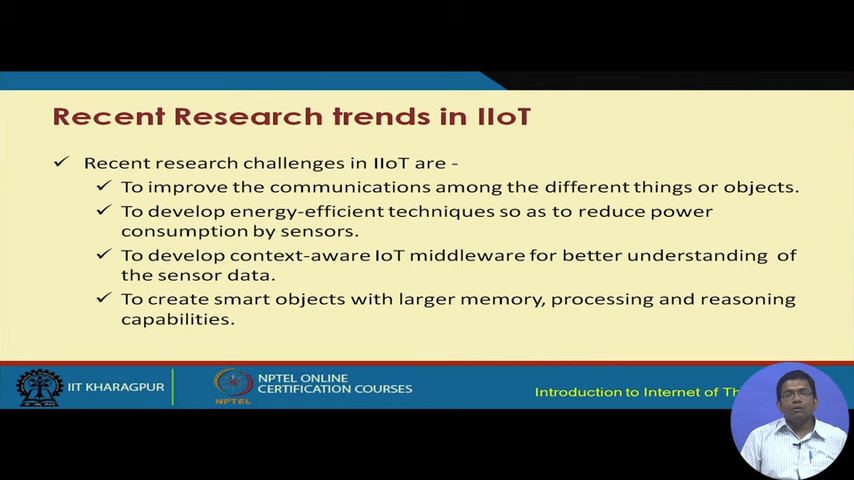 Recent Research trends in IIoT
✓ Recent research challenges in IIoT are -
✓ To improve the communications among the different things or objects.
✓ To develop energy-efficient techniques so as to reduce power
consumption by sensors.
✓ To develop context-aware IoT middleware for better understanding of
the sensor data.
✓ To create smart objects with larger memory, processing and reasoning
capabilities.
IIT KHARAGPUR
NPTEL
NPTEL ONLINE
CERTIFICATION COURSES
Introduction to Internet of Th